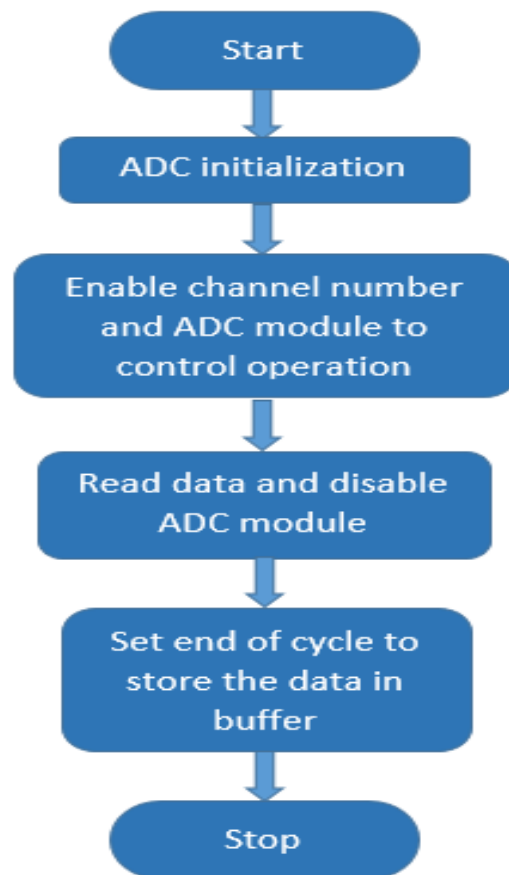 Start
ADC initialization
Enable channel number
and ADC module to
control operation
Read data and disable
ADC module
Set end of cycle to
store the data in
buffer
Stop